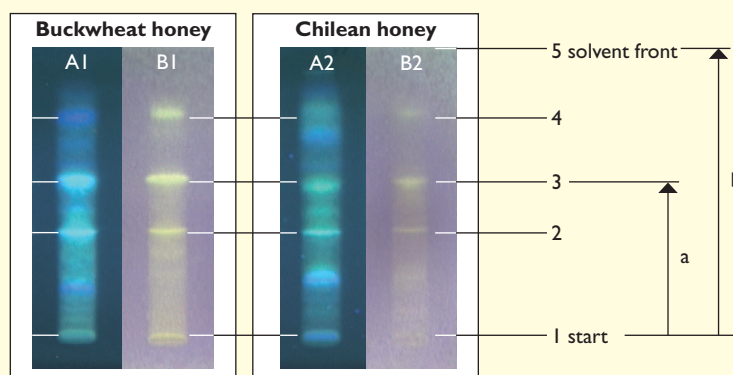 Buckwheat honey
Chilean honey
A1
B1
A2
B2
5 solvent front
4
3
2
a
1 start